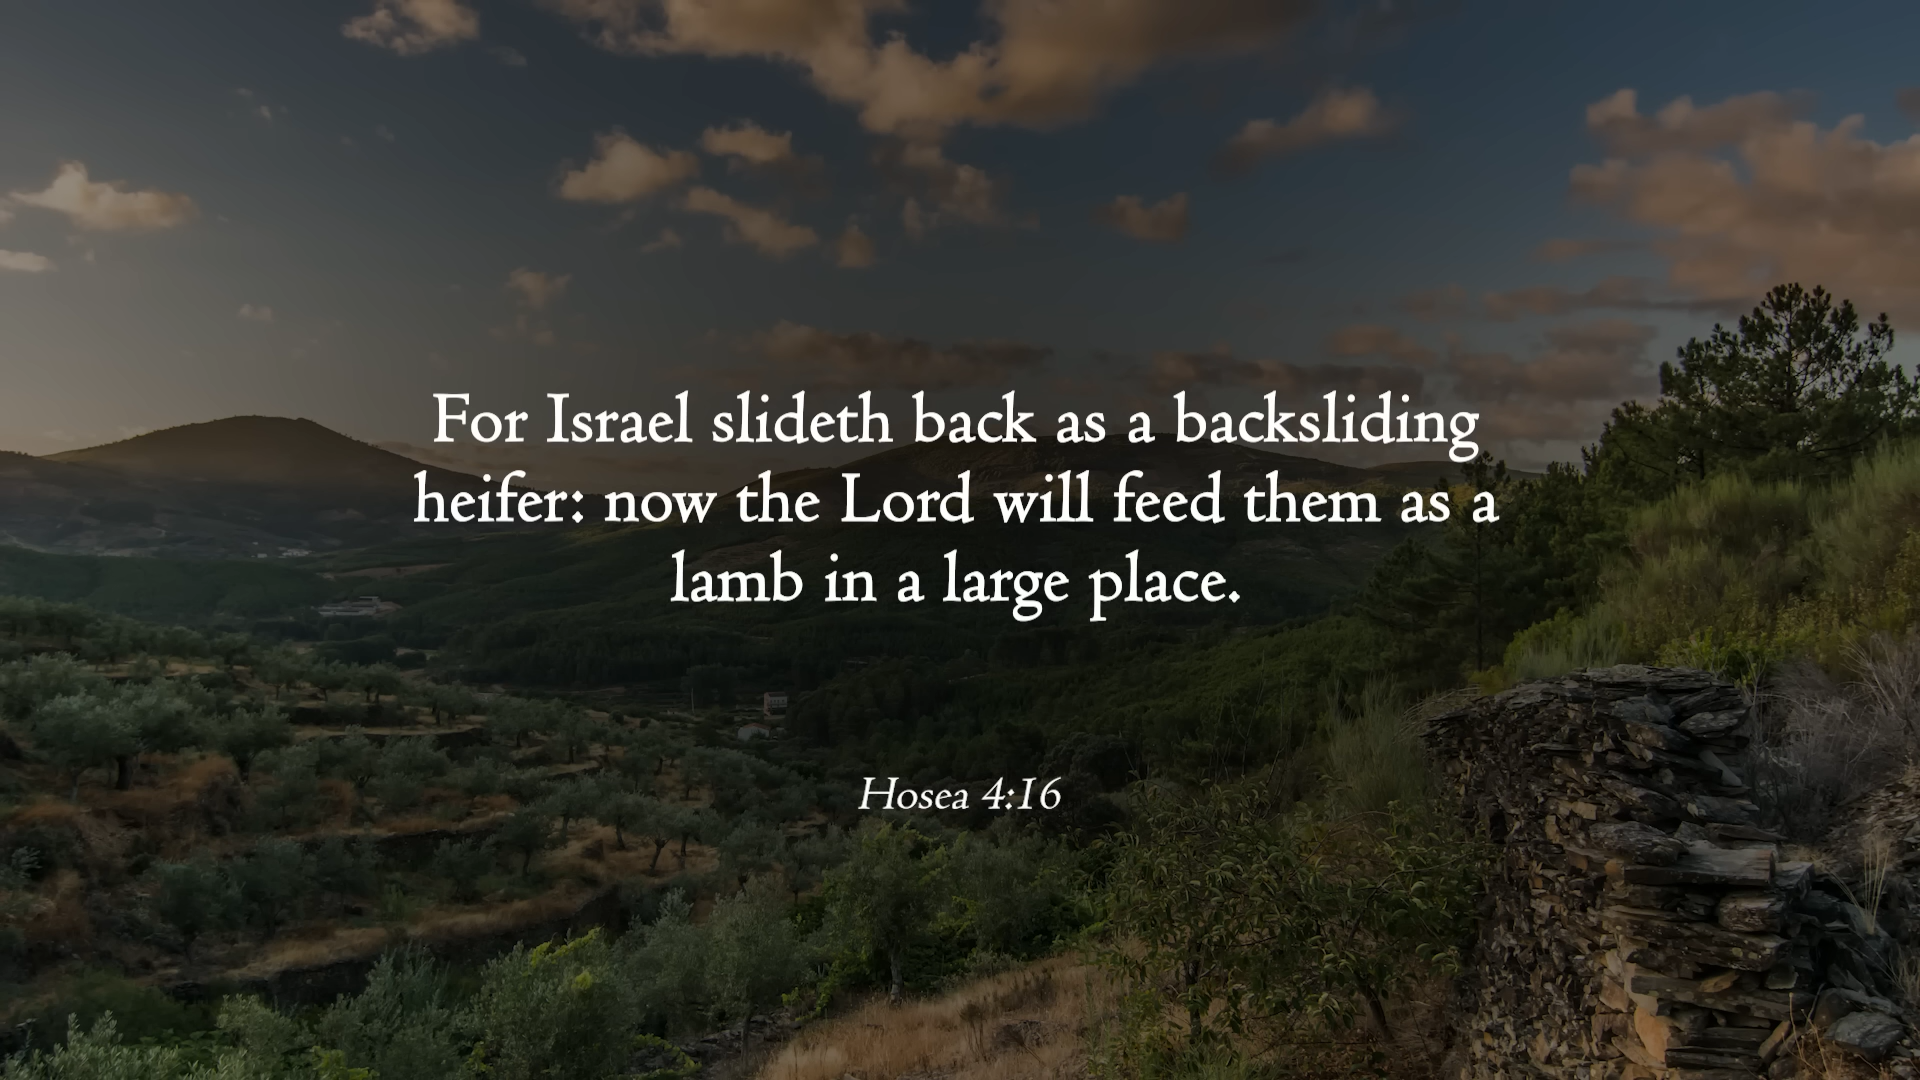 For Israel slideth back as a backsliding
heifer: now the Lord will feed them as a
lamb in a large place.
Hosea 4:16